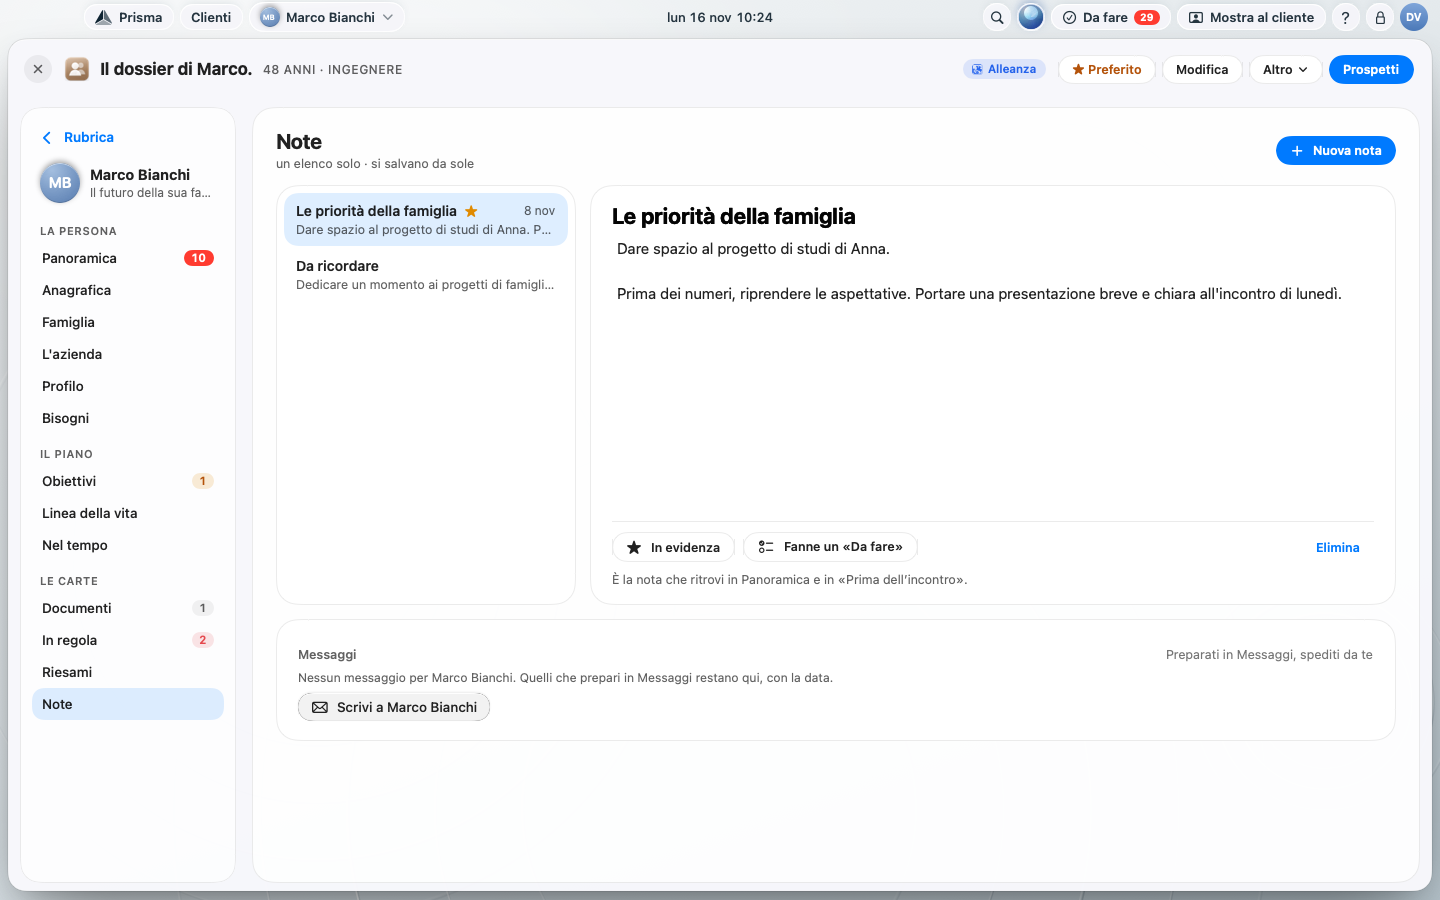 Prisma
Clienti
MB Marco Bianchi
lun 16 nov 10:24
Da fare 29
Mostra al cliente
?
DV
Il dossier di Marco. 48 ANNI · INGEGNERE
Alleanza
Preferito
Modifica
Altro
Prospetti
Rubrica
MB
Marco Bianchi
Il futuro della sua fa...
LA PERSONA
Panoramica 10
Anagrafica
Famiglia
L'azienda
Profilo
Bisogni
IL PIANO
Obiettivi 1
Linea della vita
Nel tempo
LE CARTE
Documenti 1
In regola 2
Riesami
Note
Note
un elenco solo · si salvano da sole
Nuova nota
Le priorità della famiglia 8 nov
Dare spazio al progetto di studi di Anna. P...
Da ricordare
Dedicare un momento ai progetti di famigli...
Le priorità della famiglia
Dare spazio al progetto di studi di Anna.
Prima dei numeri, riprendere le aspettative. Portare una presentazione breve e chiara all'incontro di lunedì.
In evidenza
Fanne un «Da fare»
Elimina
È la nota che ritrovi in Panoramica e in «Prima dell'incontro».
Messaggi
Preparati in Messaggi, spediti da te
Nessun messaggio per Marco Bianchi. Quelli che prepari in Messaggi restano qui, con la data.
Scrivi a Marco Bianchi